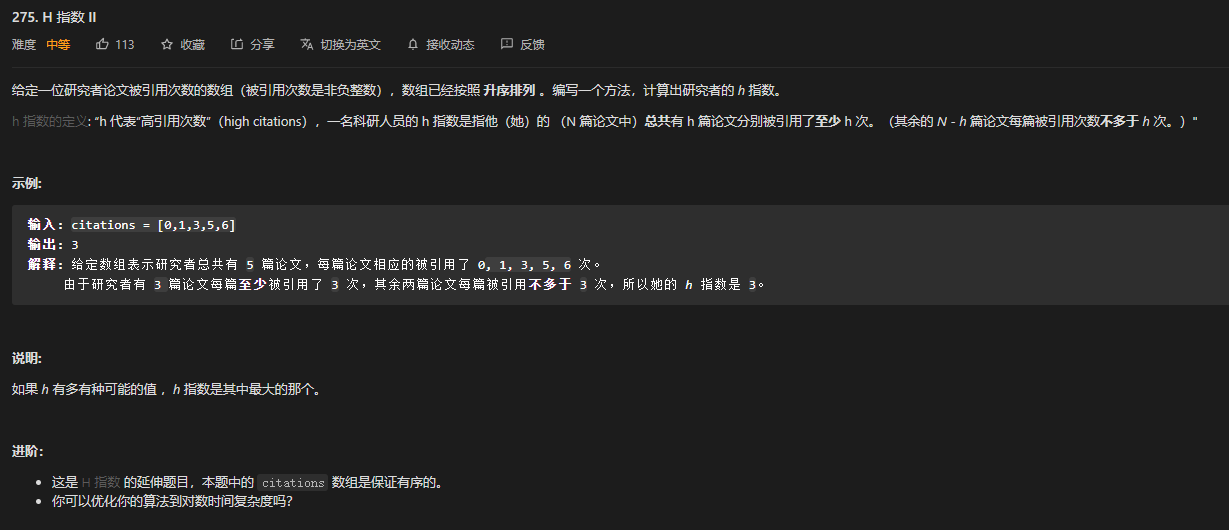 275. H 指数 II
难度 中等 113 收藏 分享 切换为英文 接收动态 反馈
给定一位研究者论文被引用次数的数组（被引用次数是非负整数），数组已经按照 升序排列 。编写一个方法，计算出研究者的 h 指数。
h 指数的定义: “h 代表“高引用次数”（high citations），一名科研人员的 h 指数是指他（她）的 （N 篇论文中）总共有 h 篇论文分别被引用了至少 h 次。（其余的 N - h 篇论文每篇被引用次数不多于 h 次。）"
示例:
输入: citations = [0,1,3,5,6]
输出: 3
解释: 给定数组表示研究者总共有 5 篇论文，每篇论文相应的被引用了 0, 1, 3, 5, 6 次。
由于研究者有 3 篇论文每篇至少被引用了 3 次，其余两篇论文每篇被引用不多于 3 次，所以她的 h 指数是 3。
说明:
如果 h 有多有种可能的值 ，h 指数是其中最大的那个。
进阶：
• 这是 H 指数 的延伸题目，本题中的 citations 数组是保证有序的。
• 你可以优化你的算法到对数时间复杂度吗？